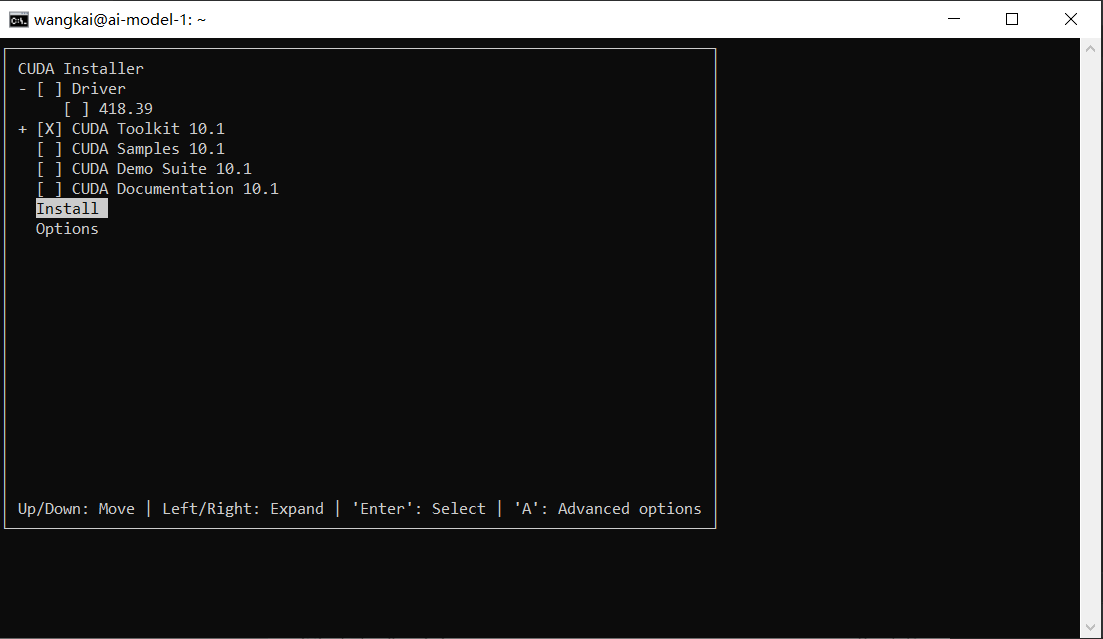 wangkai@ai-model-1: ~
CUDA Installer
- [ ] Driver
[ ] 418.39
+ [X] CUDA Toolkit 10.1
[ ] CUDA Samples 10.1
[ ] CUDA Demo Suite 10.1
[ ] CUDA Documentation 10.1
Install
Options
Up/Down: Move | Left/Right: Expand | 'Enter': Select | 'A': Advanced options